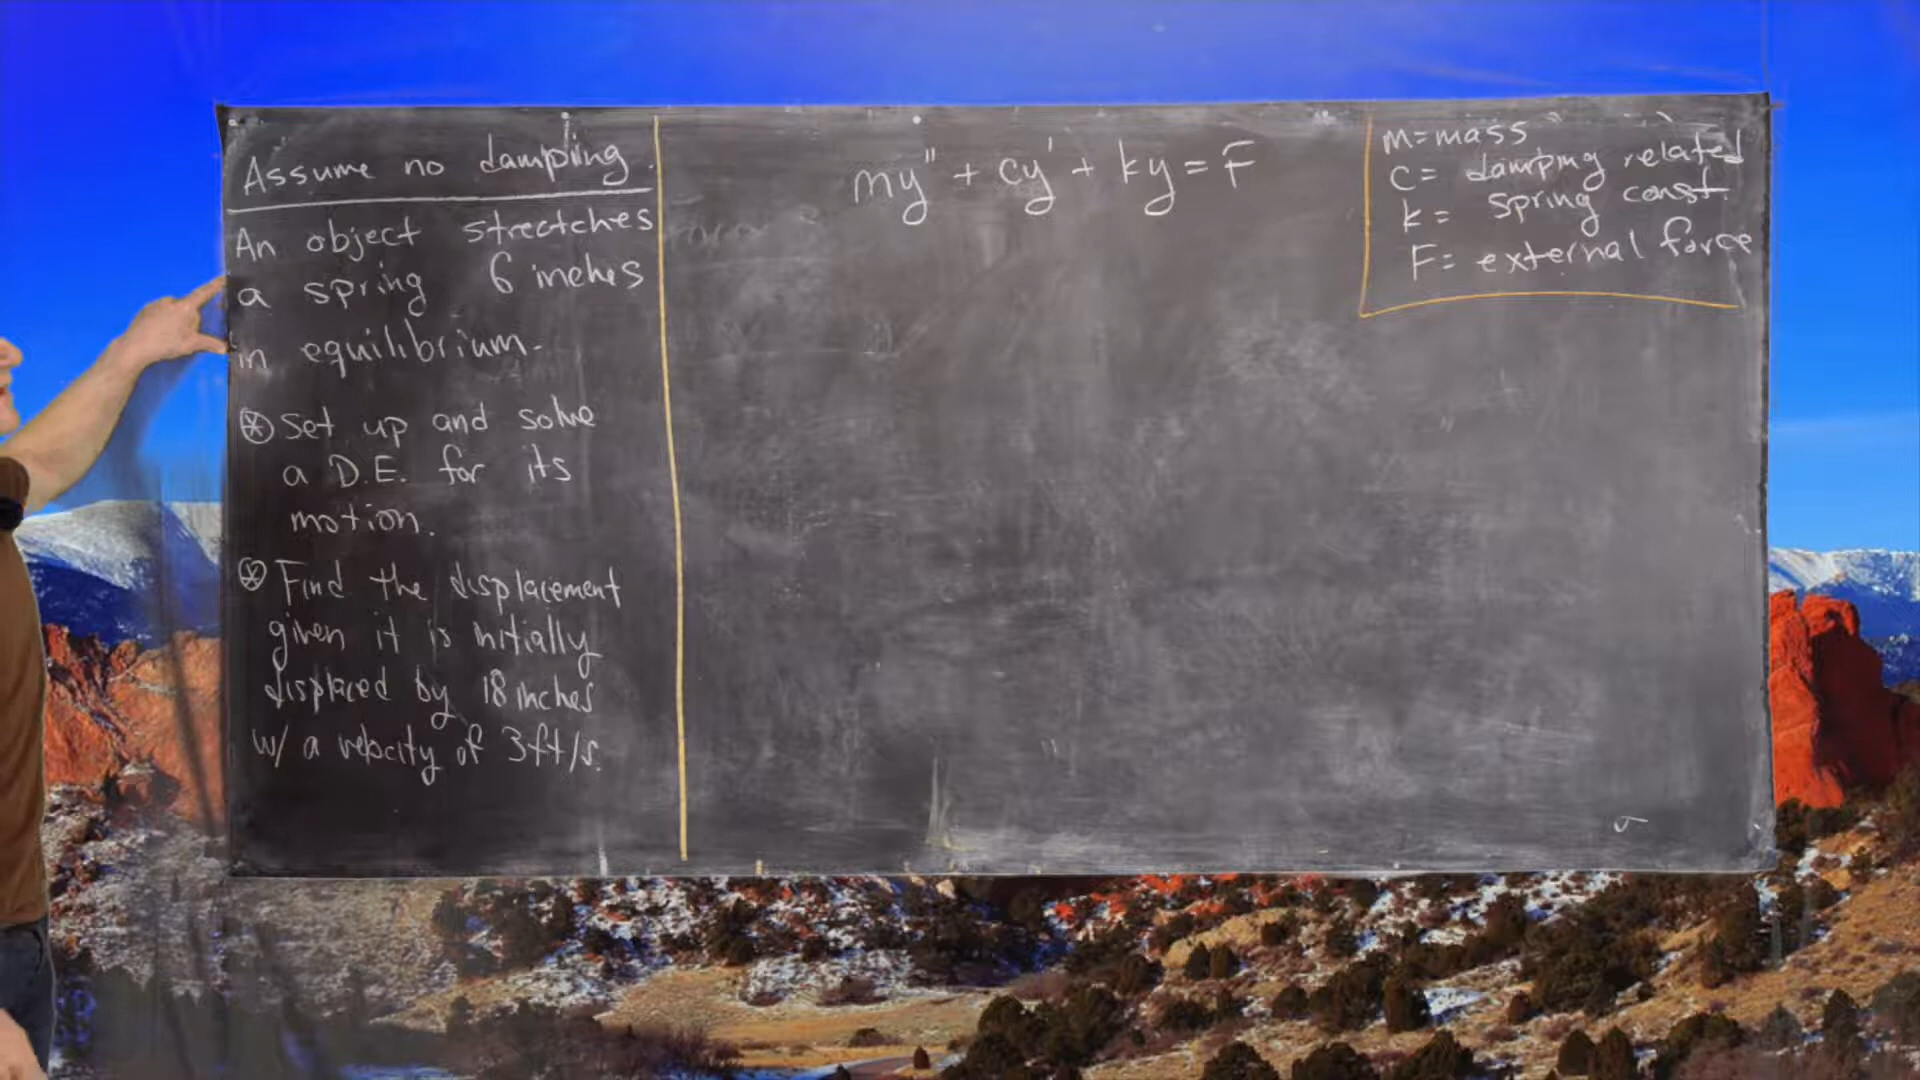 Assume no dampling.
An object stretches
a spring 6 inches
in equilibrium.
⊛ Set up and solve
a D.E. for its
motion.
⊛ Find the displacement
given it is initially
displaced by 18 inches
w/ a velocity of 3ft/s.
my" + cy' + ky = F
m=mass
c= damping related
k= spring const.
F= external force